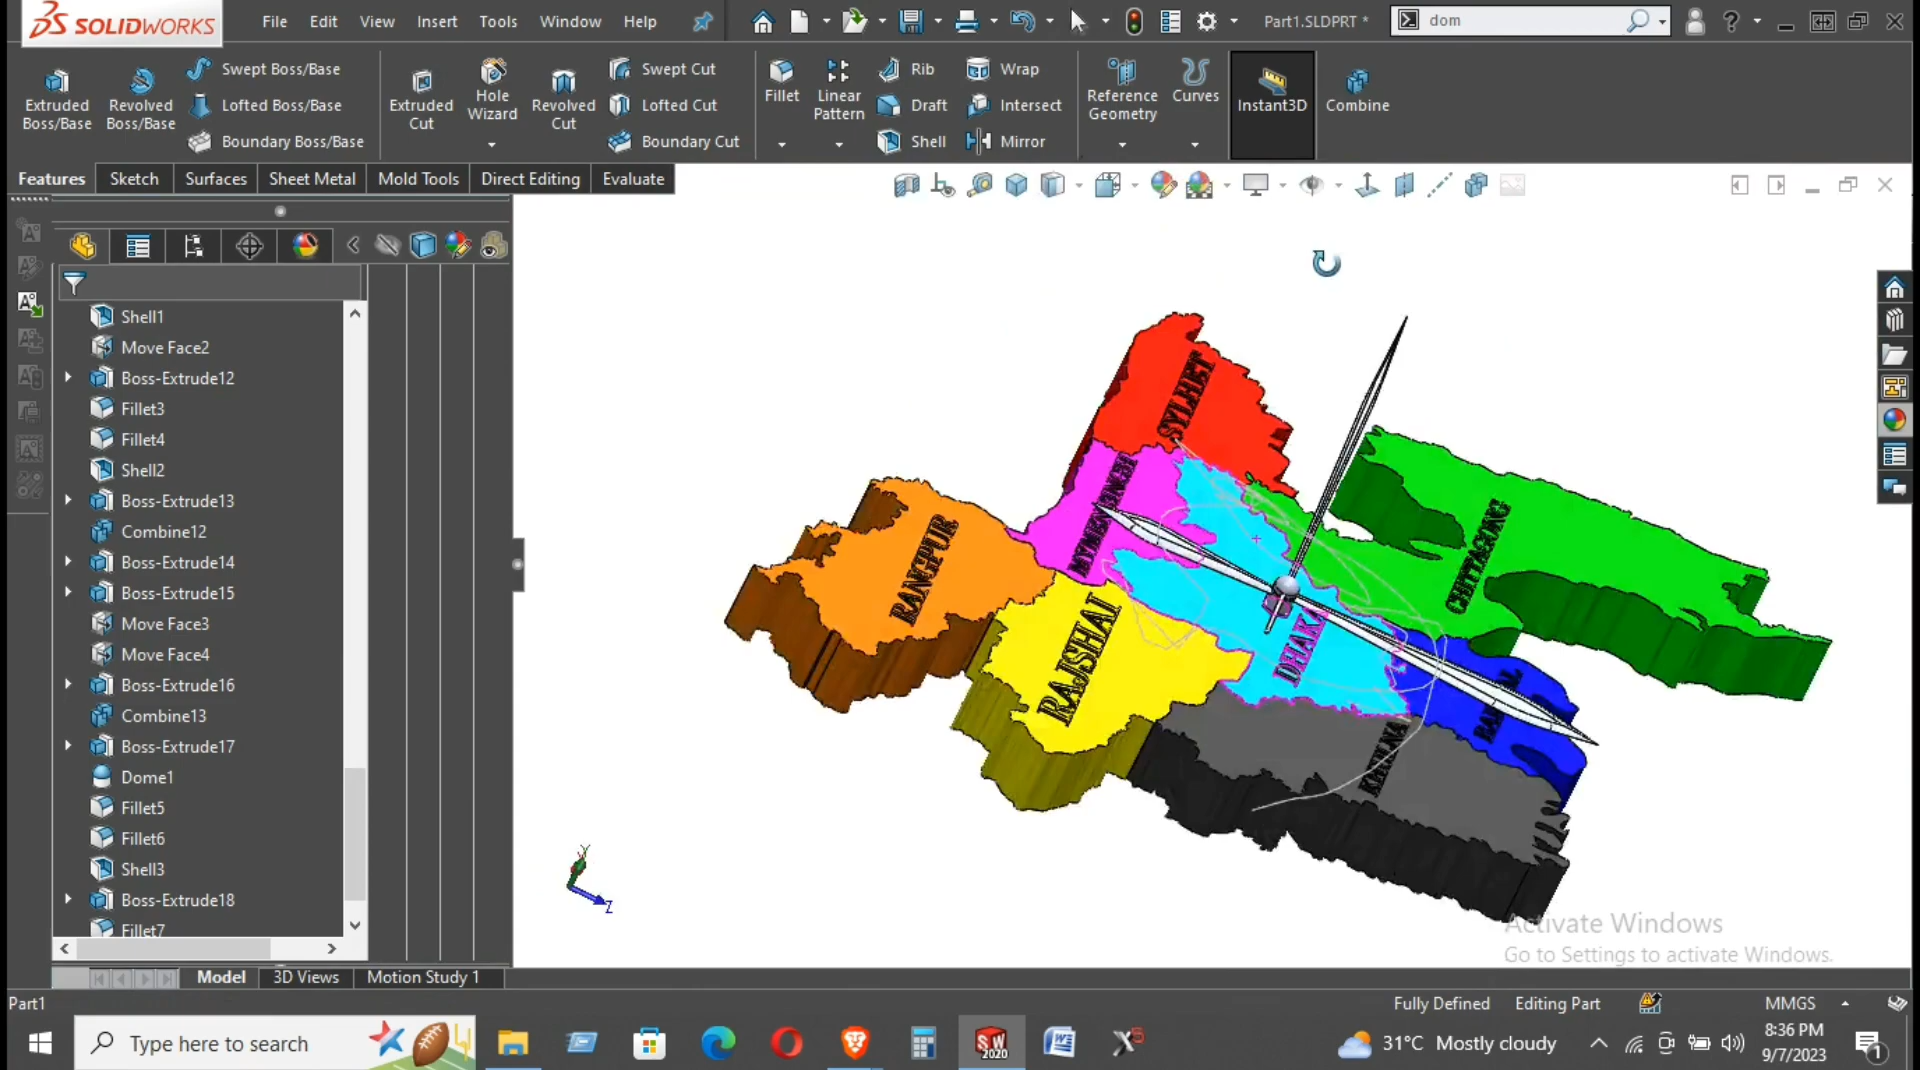 SOLIDWORKS
File Edit View Insert Tools Window Help
Part1.SLDPRT *
dom
Extruded Boss/Base
Revolved Boss/Base
Swept Boss/Base
Lofted Boss/Base
Boundary Boss/Base
Extruded Cut
Hole Wizard
Revolved Cut
Swept Cut
Lofted Cut
Boundary Cut
Fillet
Linear Pattern
Rib
Draft
Shell
Wrap
Intersect
Mirror
Reference Geometry
Curves
Instant3D
Combine
Features Sketch Surfaces Sheet Metal Mold Tools Direct Editing Evaluate
Shell1
Move Face2
Boss-Extrude12
Fillet3
Fillet4
Shell2
Boss-Extrude13
Combine12
Boss-Extrude14
Boss-Extrude15
Move Face3
Move Face4
Boss-Extrude16
Combine13
Boss-Extrude17
Dome1
Fillet5
Fillet6
Shell3
Boss-Extrude18
Fillet7
SYLHET
RANGPUR
RAJSHAI
DHAKA
CHITTAGONG
Z
Activate Windows
Go to Settings to activate Windows.
Model 3D Views Motion Study 1
Part1
Fully Defined Editing Part MMGS
Type here to search
SW 2020
31°C Mostly cloudy
8:36 PM
9/7/2023
1